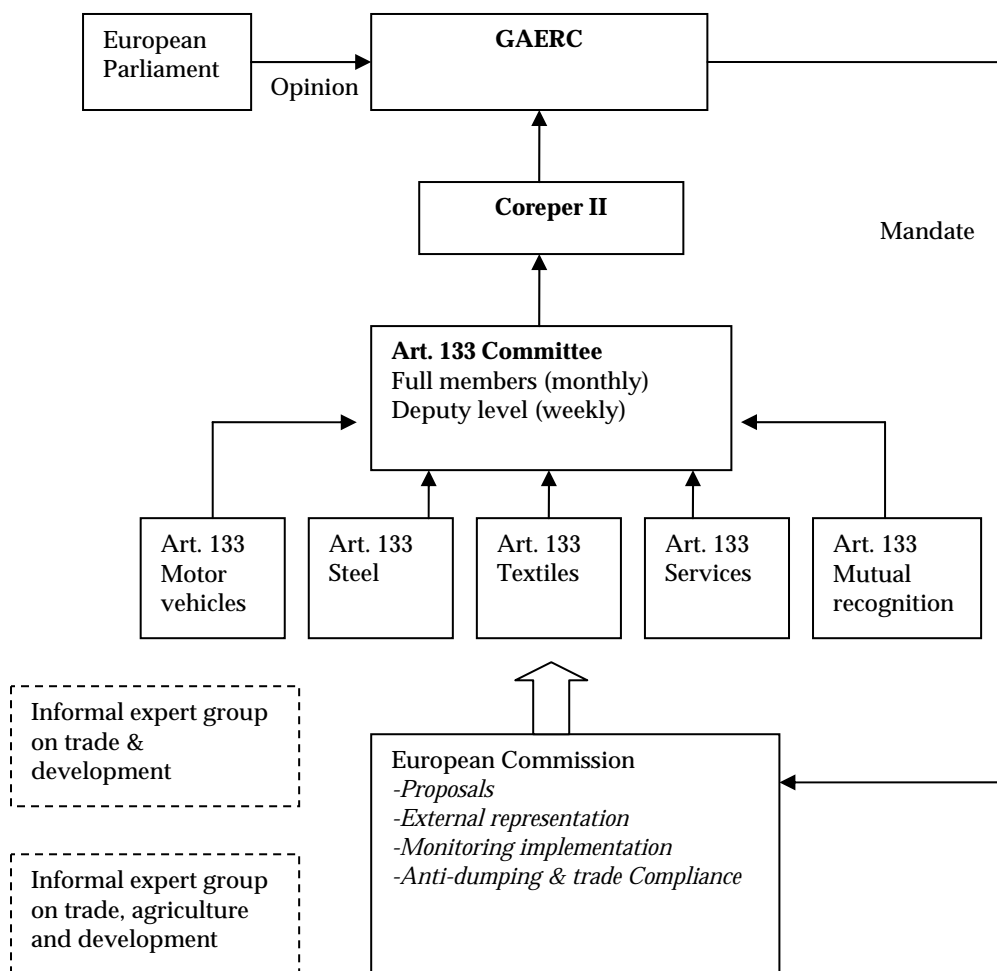 European
Parliament
Opinion
GAERC
Coreper II
Mandate
Art. 133 Committee
Full members (monthly)
Deputy level (weekly)
Art. 133
Motor
vehicles
Art. 133
Steel
Art. 133
Textiles
Art. 133
Services
Art. 133
Mutual
recognition
Informal expert group
on trade &
development
European Commission
-Proposals
-External representation
-Monitoring implementation
-Anti-dumping & trade Compliance
Informal expert group
on trade, agriculture
and development